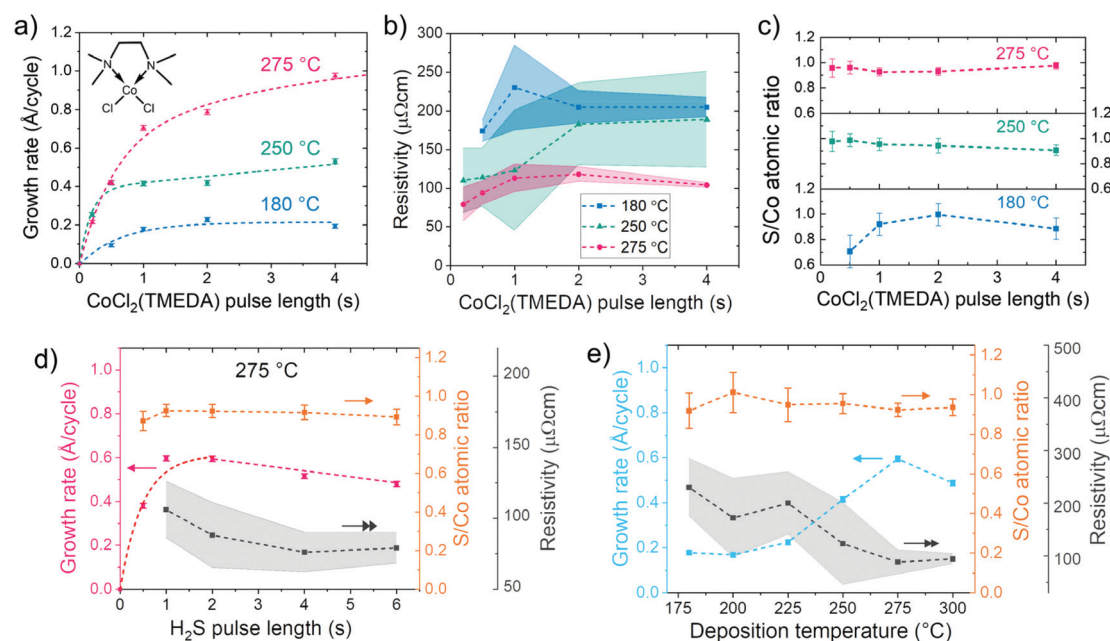 a)
1.2
1.0
0.8
0.6
0.4
0.2
0.0
Growth rate (Å/cycle)
N
N
Co
Cl
Cl
275 °C
250 °C
180 °C
0
1
2
3
4
CoCl₂(TMEDA) pulse length (s)
b)
300
250
200
150
100
50
0
Resistivity (µΩcm)
180 °C
250 °C
275 °C
0
1
2
3
4
CoCl₂(TMEDA) pulse length (s)
c)
1.2
1.0
0.8
0.6
275 °C
250 °C
1.2
1.0
0.8
0.6
1.2
1.0
0.8
0.6
180 °C
S/Co atomic ratio
0
1
2
3
4
CoCl₂(TMEDA) pulse length (s)
d)
275 °C
1.0
0.8
0.6
0.4
0.2
0.0
Growth rate (Å/cycle)
1.2
1.0
0.8
0.6
0.4
0.2
0.0
S/Co atomic ratio
200
150
100
50
Resistivity (µΩcm)
0
1
2
3
4
5
6
H₂S pulse length (s)
e)
1.0
0.8
0.6
0.4
0.2
0.0
Growth rate (Å/cycle)
1.2
1.0
0.8
0.6
0.4
0.2
0.0
S/Co atomic ratio
500
400
300
200
100
Resistivity (µΩcm)
175
200
225
250
275
300
Deposition temperature (°C)